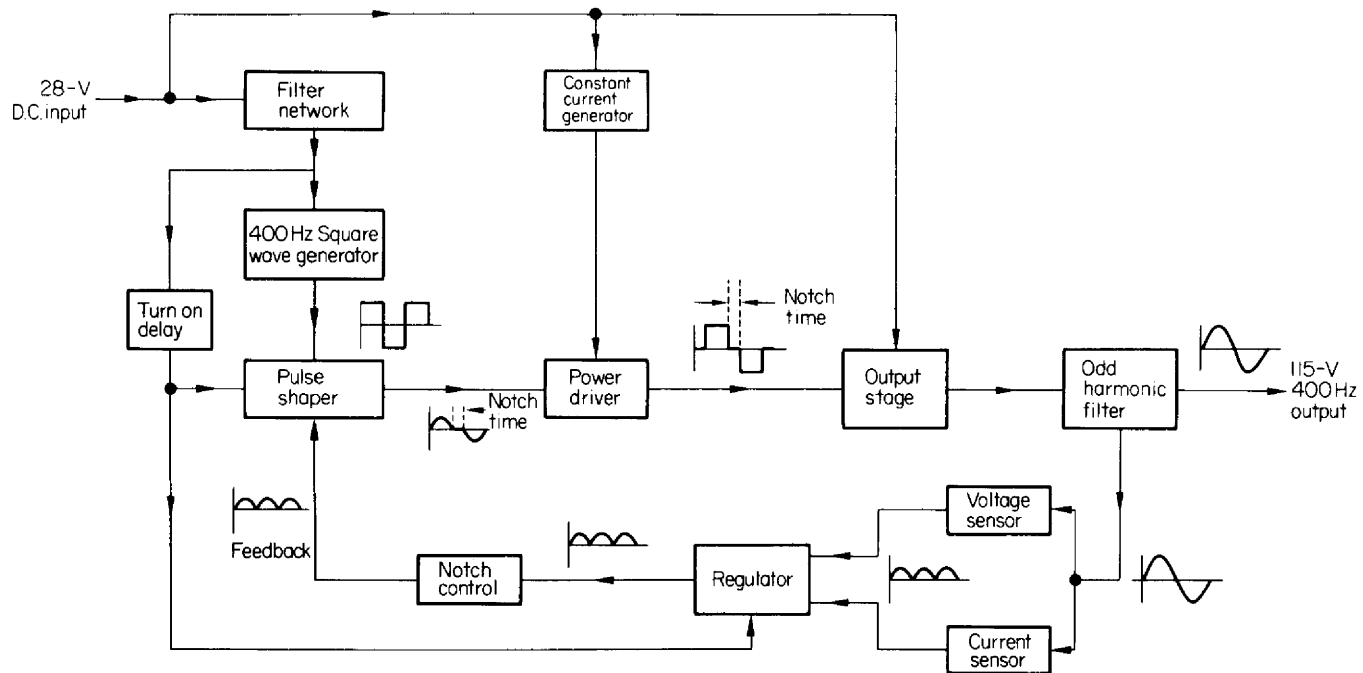 28-V
D.C. input
Filter
network
Constant
current
generator
400 Hz Square
wave generator
Turn on
delay
Pulse
shaper
Notch
time
Power
driver
Notch
time
Output
stage
Odd
harmonic
filter
115-V
400 Hz
output
Feedback
Notch
control
Regulator
Voltage
sensor
Current
sensor